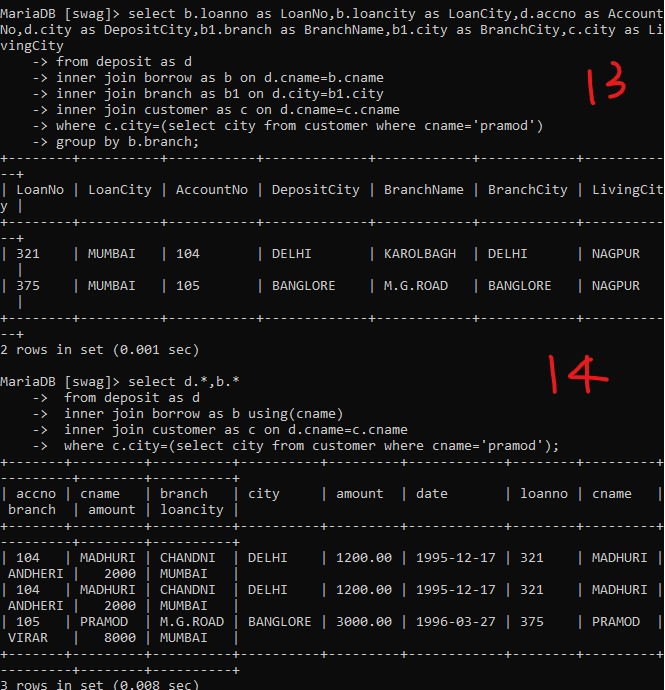 MariaDB [swag]> select b.loanno as LoanNo,b.loancity as LoanCity,d.accno as Account
No,d.city as DepositCity,b1.branch as BranchName,b1.city as BranchCity,c.city as Li
vingCity
    -> from deposit as d
    -> inner join borrow as b on d.cname=b.cname
    -> inner join branch as b1 on d.city=b1.city
    -> inner join customer as c on d.cname=c.cname
    -> where c.city=(select city from customer where cname='pramod')
    -> group by b.branch;
13
+--------+----------+-----------+-------------+------------+------------+----------
--+
| LoanNo | LoanCity | AccountNo | DepositCity | BranchName | BranchCity | LivingCit
y |
+--------+----------+-----------+-------------+------------+------------+----------
--+
| 321    | MUMBAI   | 104       | DELHI       | KAROLBAGH  | DELHI      | NAGPUR
  |
| 375    | MUMBAI   | 105       | BANGLORE    | M.G.ROAD   | BANGLORE   | NAGPUR
  |
+--------+----------+-----------+-------------+------------+------------+----------
--+
2 rows in set (0.001 sec)
14
MariaDB [swag]> select d.*,b.*
    ->  from deposit as d
    ->  inner join borrow as b using(cname)
    ->  inner join customer as c on d.cname=c.cname
    ->  where c.city=(select city from customer where cname='pramod');
+-------+---------+----------+----------+---------+------------+--------+---------+
---------+--------+----------+
| accno | cname   | branch   | city     | amount  | date       | loanno | cname   |
 branch  | amount | loancity |
+-------+---------+----------+----------+---------+------------+--------+---------+
---------+--------+----------+
| 104   | MADHURI | CHANDNI  | DELHI    | 1200.00 | 1995-12-17 | 321    | MADHURI |
 ANDHERI |   2000 | MUMBAI   |
| 104   | MADHURI | CHANDNI  | DELHI    | 1200.00 | 1995-12-17 | 321    | MADHURI |
 ANDHERI |   2000 | MUMBAI   |
| 105   | PRAMOD  | M.G.ROAD | BANGLORE | 3000.00 | 1996-03-27 | 375    | PRAMOD  |
 VIRAR   |   8000 | MUMBAI   |
+-------+---------+----------+----------+---------+------------+--------+---------+
---------+--------+----------+
3 rows in set (0.008 sec)